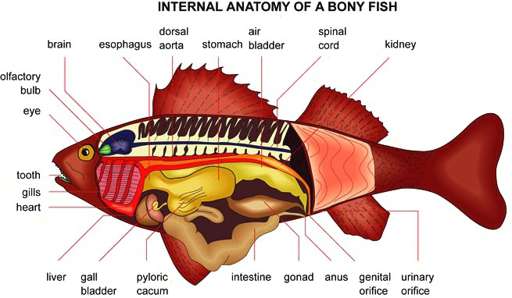 INTERNAL ANATOMY OF A BONY FISH
brain
esophagus
dorsal
aorta
stomach
air
bladder
spinal
cord
kidney
olfactory
bulb
eye
tooth
gills
heart
liver
gall
bladder
pyloric
cacum
intestine
gonad
anus
genital
orifice
urinary
orifice